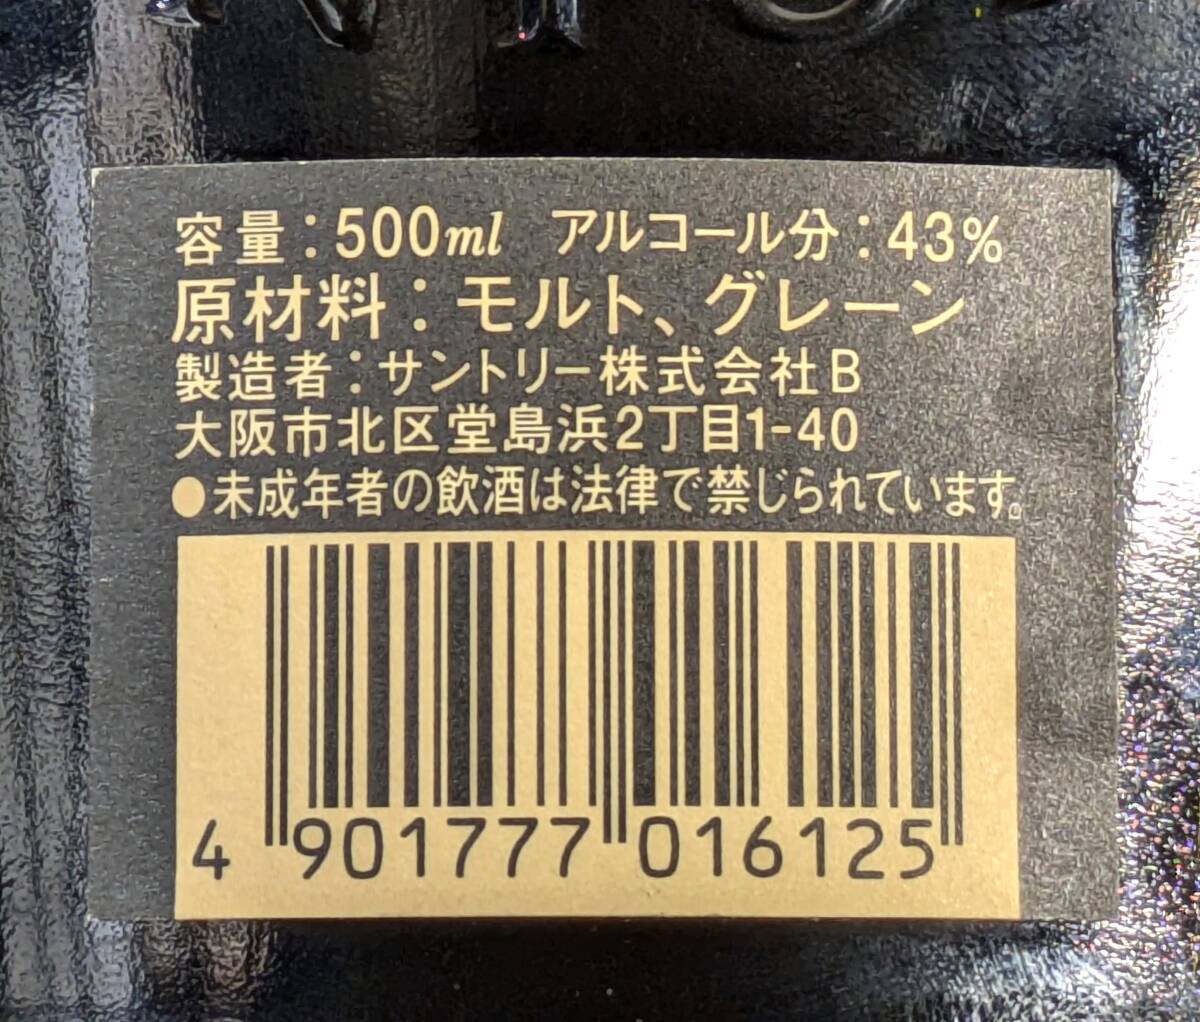 容量:500ml アルコール分:43%
原材料:モルト、グレーン
製造者:サントリー株式会社B
大阪市北区堂島浜2丁目1-40
●未成年者の飲酒は法律で禁じられています。
4 901777 016125